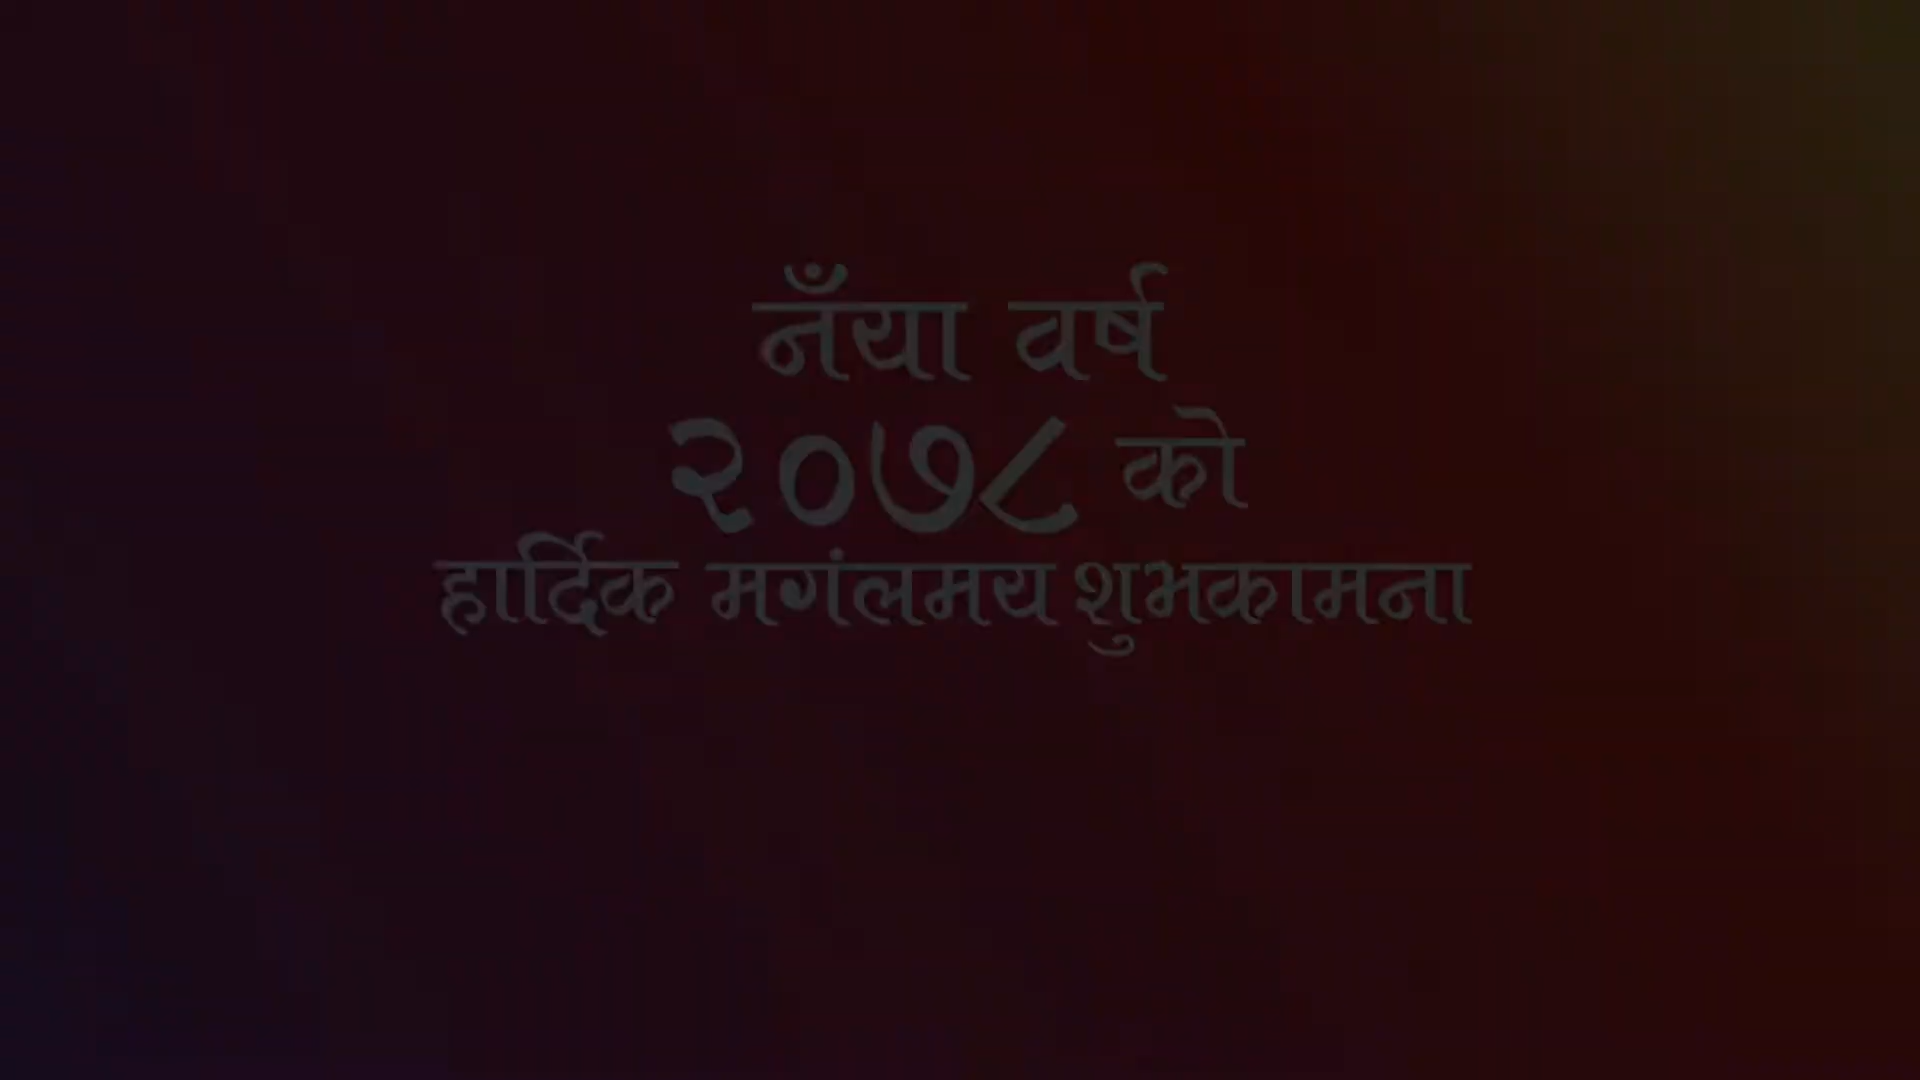 नँया वर्ष
२०७८ को
हार्दिक मगंलमय शुभकामना